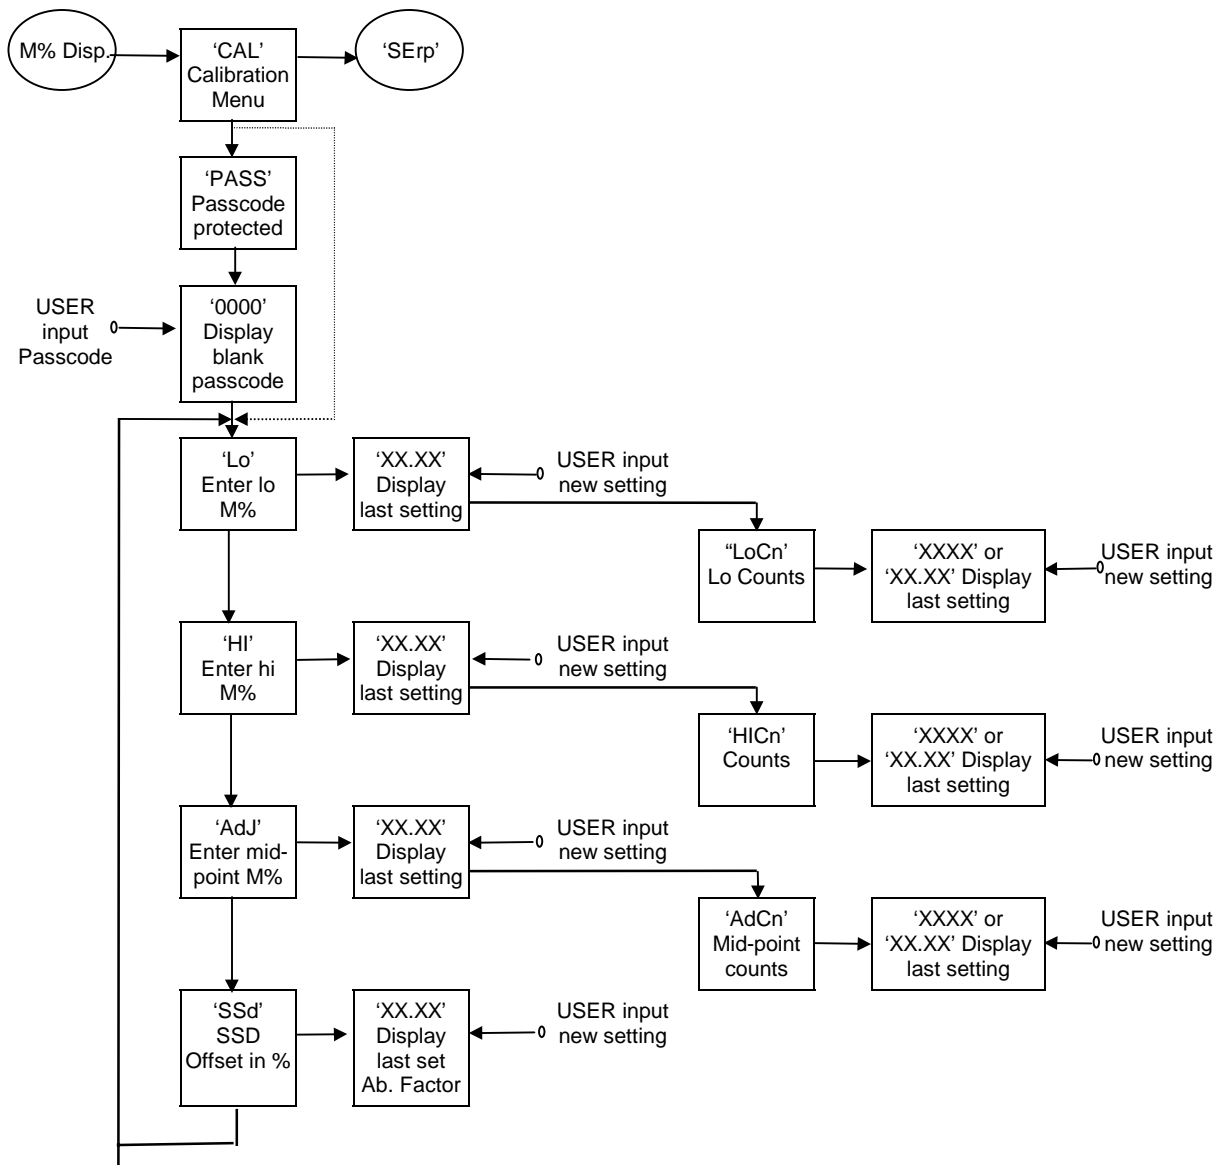 M% Disp.
‘CAL’
Calibration
Menu
‘SErp’
‘PASS’
Passcode
protected
USER
input
Passcode
‘0000’
Display
blank
passcode
‘Lo’
Enter lo
M%
‘XX.XX’
Display
last setting
USER input
new setting
“LoCn’
Lo Counts
‘XXXX’ or
‘XX.XX’ Display
last setting
USER input
new setting
‘HI’
Enter hi
M%
‘XX.XX’
Display
last setting
USER input
new setting
‘HICn’
Counts
‘XXXX’ or
‘XX.XX’ Display
last setting
USER input
new setting
‘AdJ’
Enter mid-
point M%
‘XX.XX’
Display
last setting
USER input
new setting
‘AdCn’
Mid-point
counts
‘XXXX’ or
‘XX.XX’ Display
last setting
USER input
new setting
‘SSd’
SSD
Offset in %
‘XX.XX’
Display
last set
Ab. Factor
USER input
new setting